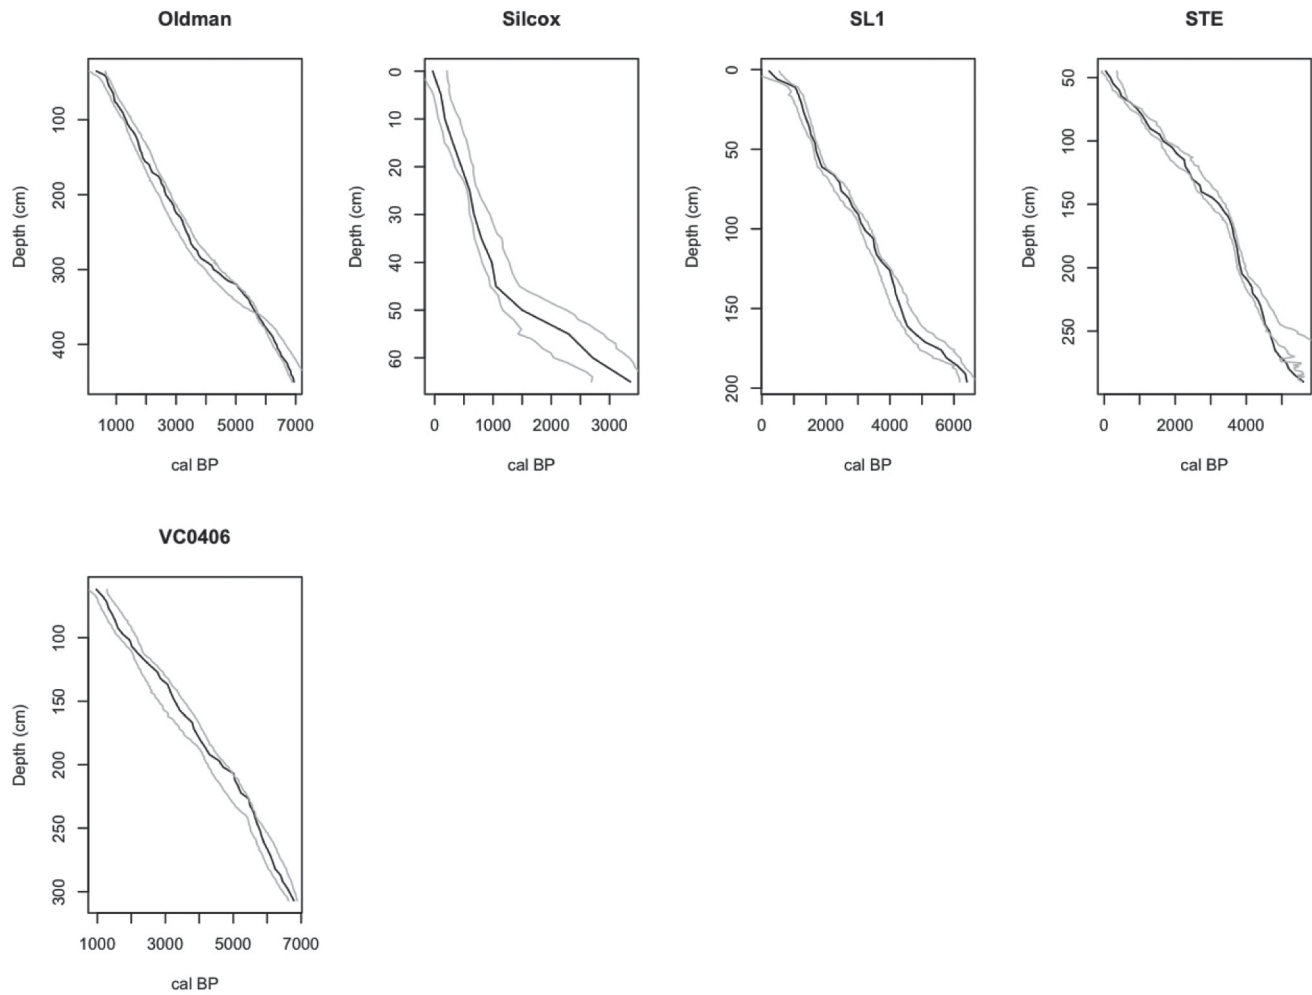 Oldman
Silcox
SL1
STE
Depth (cm)
100
200
300
400
1000 3000 5000 7000
cal BP
Depth (cm)
0
10
20
30
40
50
60
0 1000 2000 3000
cal BP
Depth (cm)
0
50
100
150
200
0 2000 4000 6000
cal BP
Depth (cm)
50
100
150
200
250
0 2000 4000
cal BP
VC0406
Depth (cm)
100
150
200
250
300
1000 3000 5000 7000
cal BP